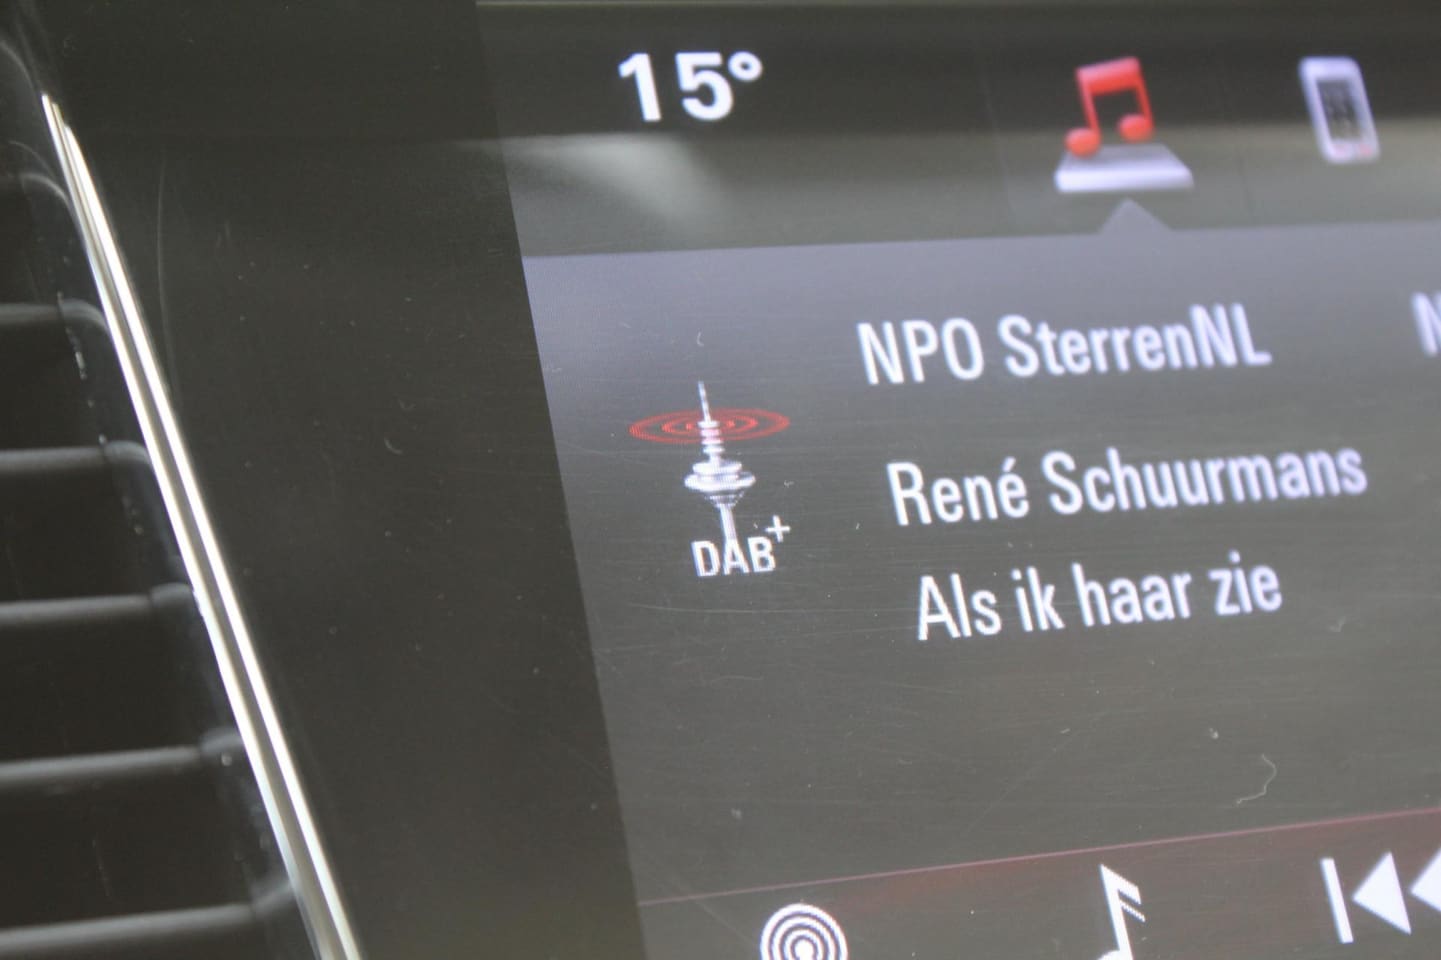 15°
NPO SterrenNL
N
DAB+
René Schuurmans
Als ik haar zie